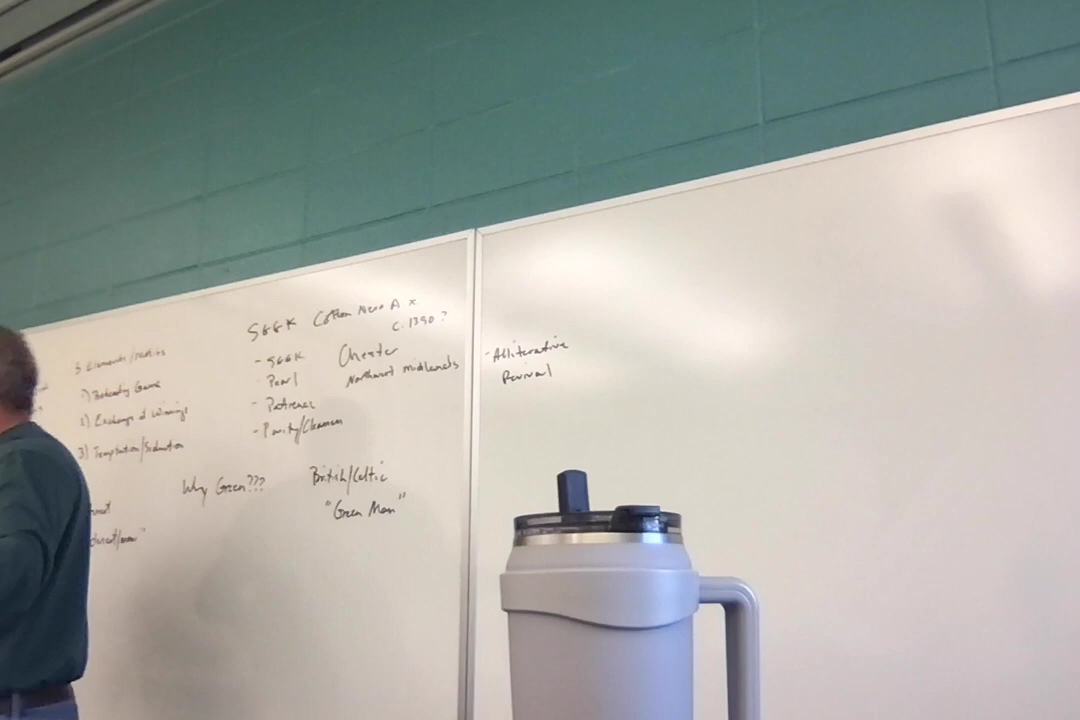 SGGK Cotton Nero A x
c. 1390?
3 Elements/motifs
1) Beheading Game
2) Exchange of Winnings
3) Temptation/Seduction
- SGGK
- Pearl
- Patience
- Purity/Cleanness
Chester
Northwest midlands
- Alliterative
Revival
Why Green???
British/Celtic
"Green Man"